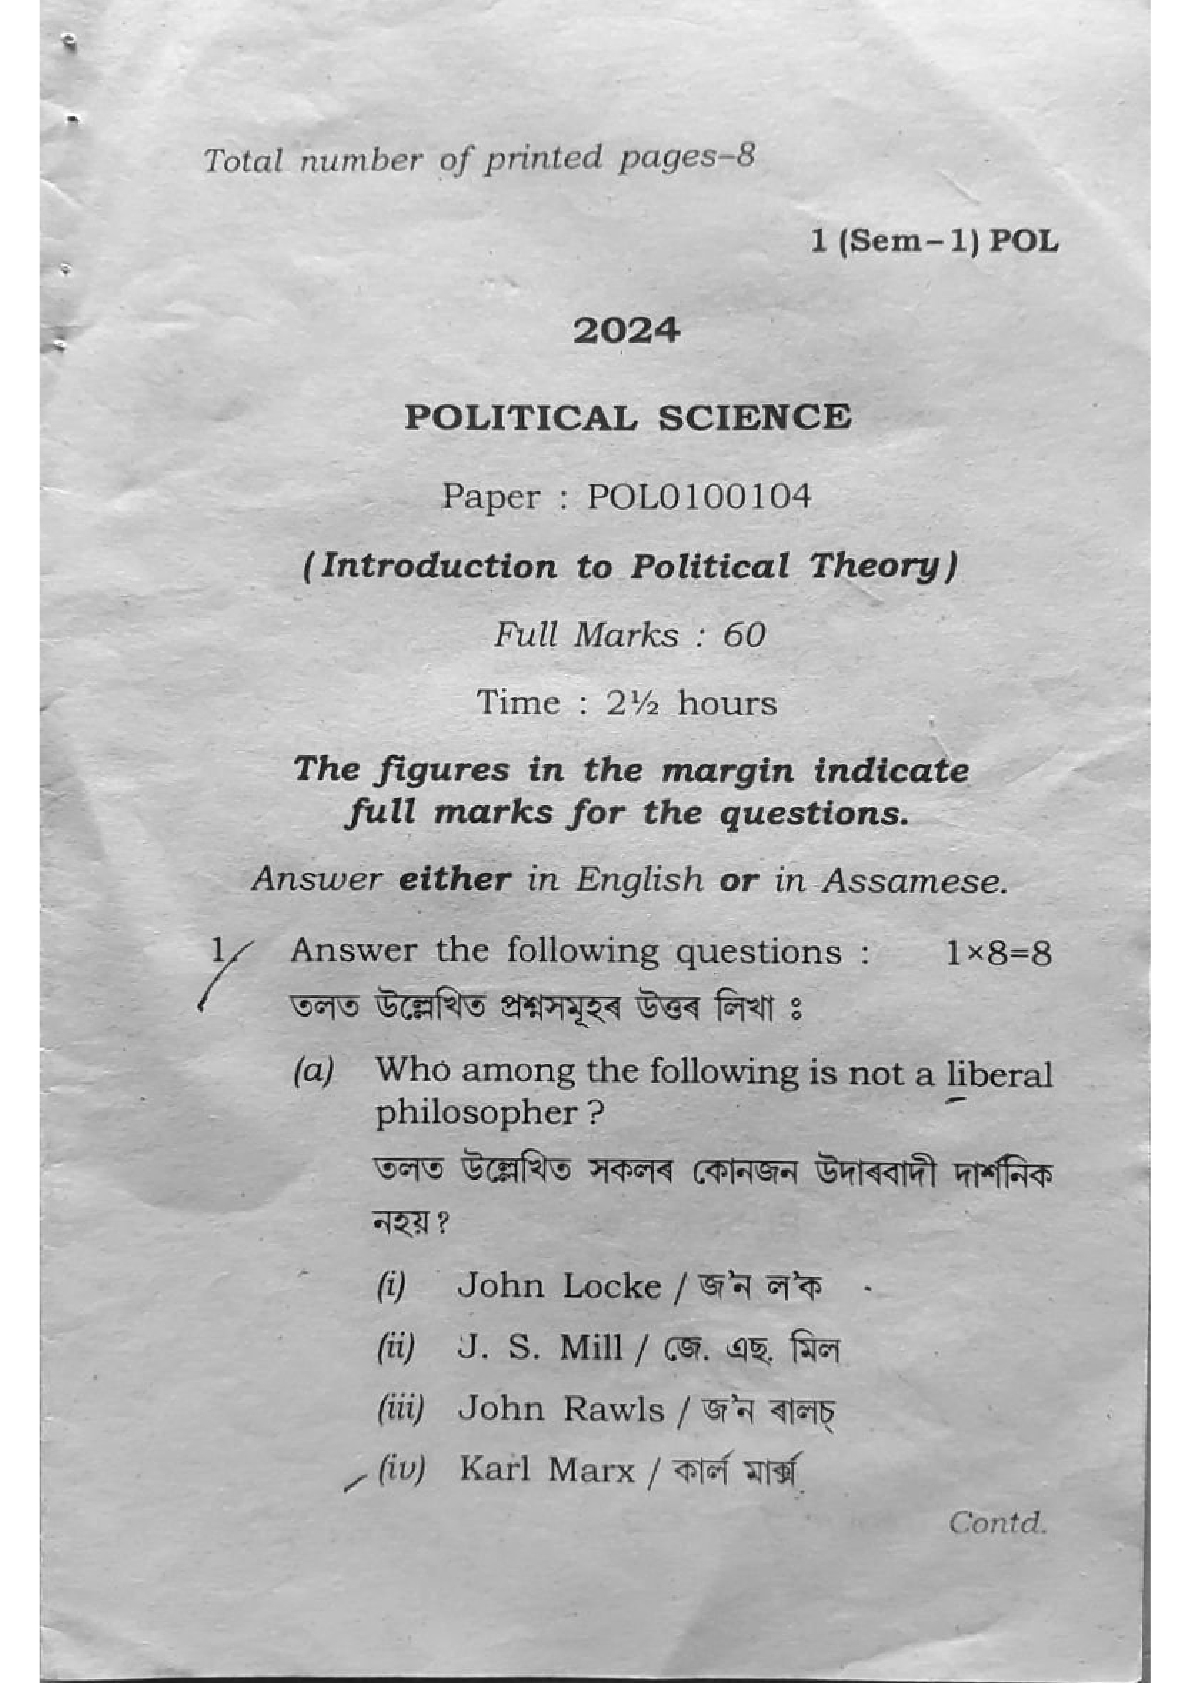 Total number of printed pages–8
1 (Sem–1) POL
2024
POLITICAL SCIENCE
Paper : POL0100104
(Introduction to Political Theory)
Full Marks : 60
Time : 2½ hours
The figures in the margin indicate
full marks for the questions.
Answer either in English or in Assamese.
1. Answer the following questions : 1×8=8
তলত উল্লেখিত প্ৰশ্নসমূহৰ উত্তৰ লিখা ঃ
(a) Who among the following is not a liberal
philosopher ?
তলত উল্লেখিত সকলৰ কোনজন উদাৰবাদী দাৰ্শনিক
নহয় ?
(i) John Locke / জ'ন ল'ক
(ii) J. S. Mill / জে. এছ. মিল
(iii) John Rawls / জ'ন ৰালচ্
(iv) Karl Marx / কাৰ্ল মাৰ্ক্স
Contd.